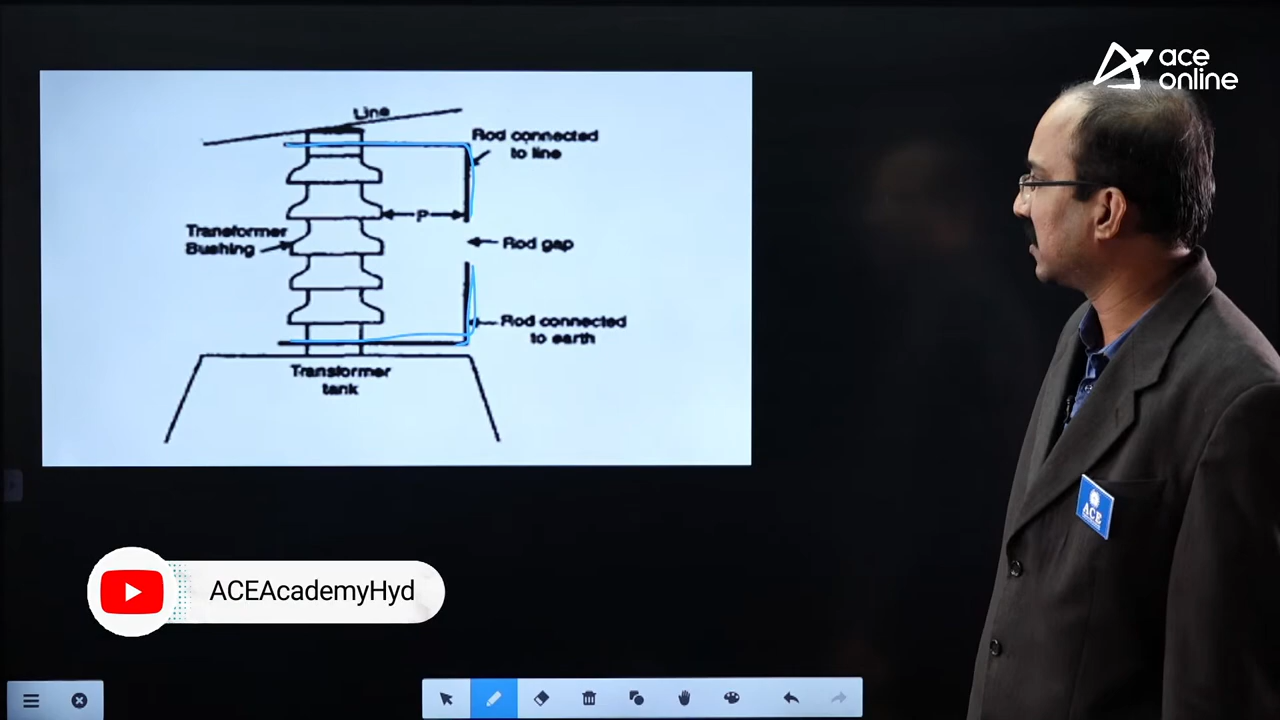 ace
online
Line
Rod connected
to line
P
Transformer
Bushing
Rod gap
Rod connected
to earth
Transformer
tank
ACE
ACEAcademyHyd